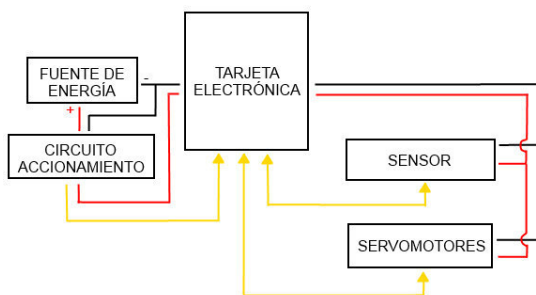 FUENTE DE
ENERGÍA
-
+
TARJETA
ELECTRÓNICA
CIRCUITO
ACCIONAMIENTO
SENSOR
SERVOMOTORES